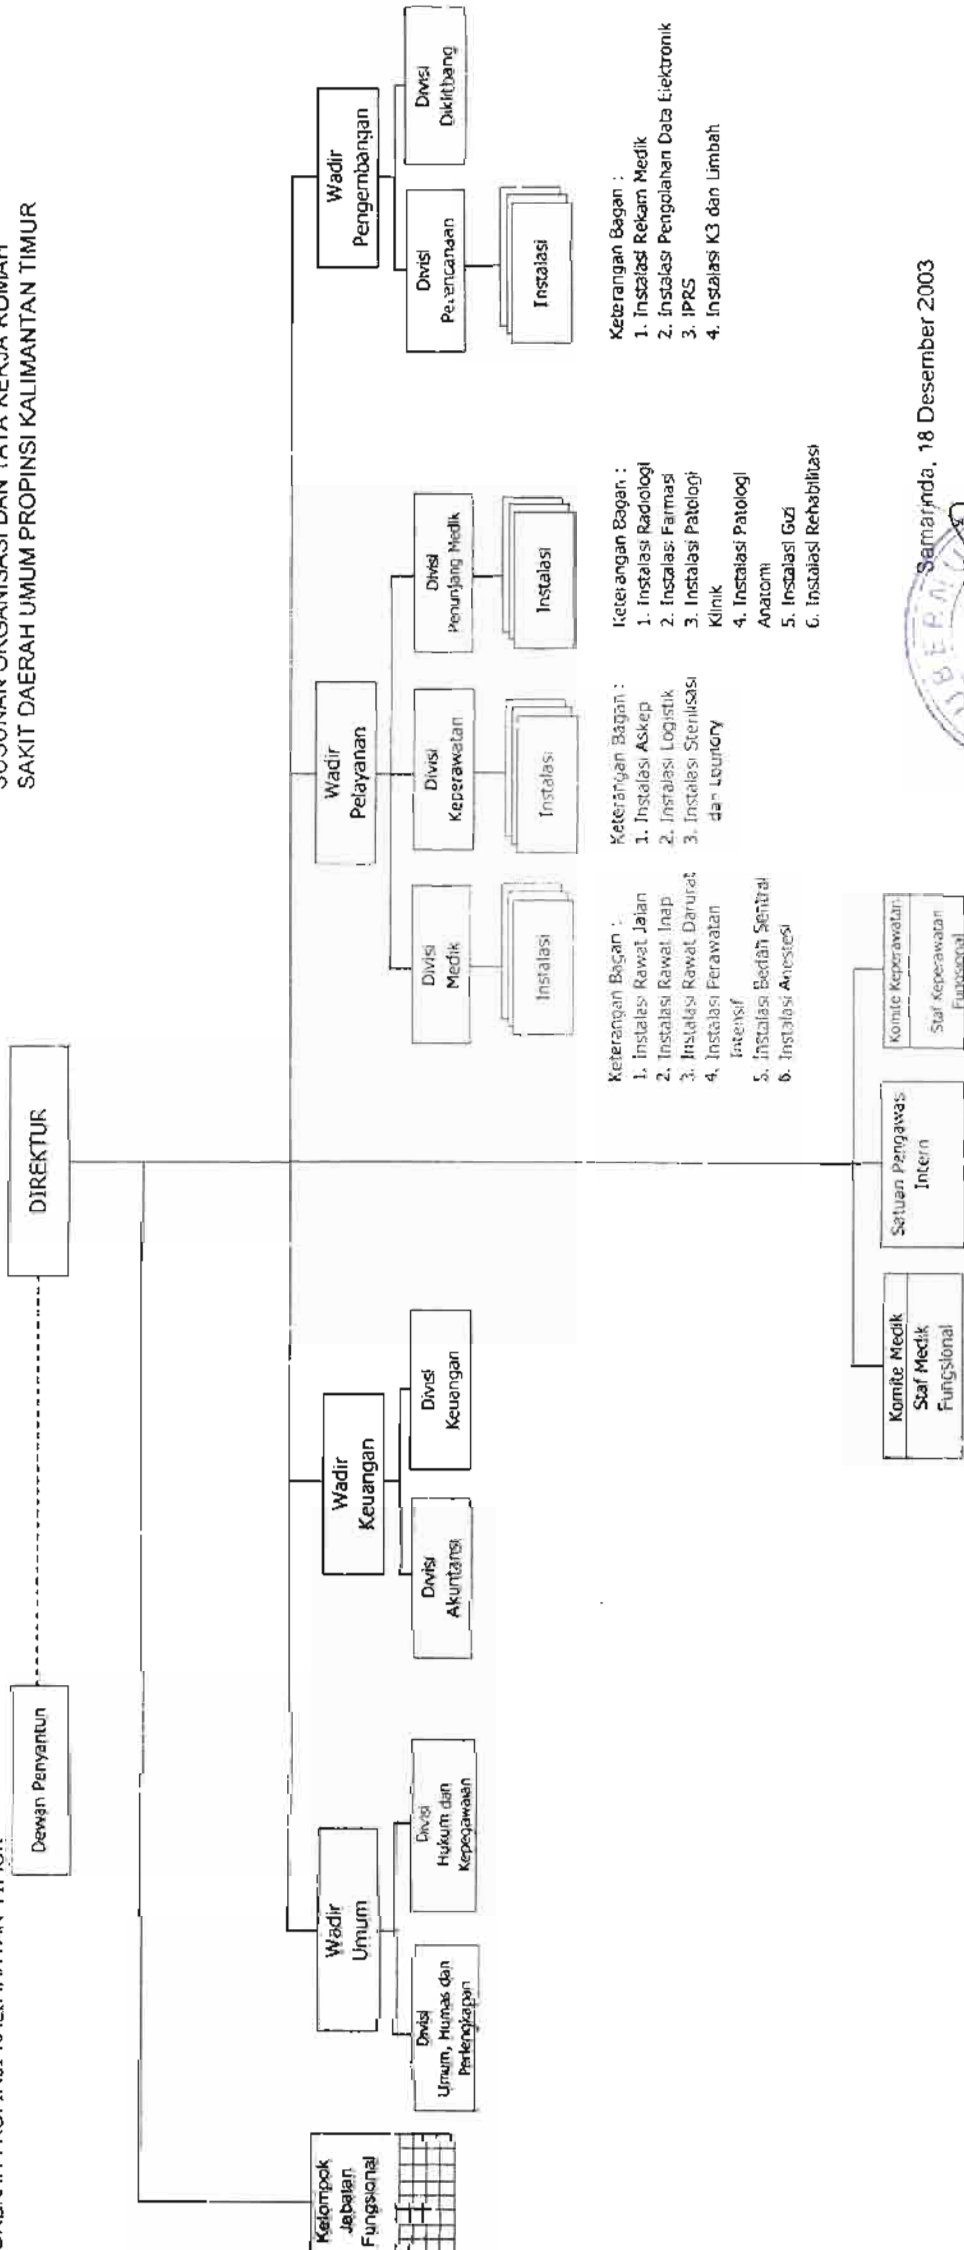 SAKIT DAERAH UMUM PROPINSI KALIMANTAN TIMUR
Dewan Penyantun
DIREKTUR
Kelompok
Jabatan
Fungsional
Wadir
Umum
Wadir
Keuangan
Wadir
Pelayanan
Wadir
Pengembangan
Divisi
Umum, Humas dan
Perlengkapan
Divisi
Hukum dan
Kepegawaian
Divisi
Akuntansi
Divisi
Keuangan
Divisi
Medik
Divisi
Keperawatan
Divisi
Penunjang Medik
Divisi
Perencanaan
Divisi
Diklitbang
Instalasi
Instalasi
Instalasi
Instalasi
Keterangan Bagan :
1. Instalasi Rawat Jalan
2. Instalasi Rawat Inap
3. Instalasi Rawat Darurat
4. Instalasi Perawatan
Intensif
5. Instalasi Bedah Sentral
6. Instalasi Anestesi
Keterangan Bagan :
1. Instalasi Askep
2. Instalasi Logistik
3. Instalasi Sterilisasi
dan Loundry
Keterangan Bagan :
1. Instalasi Radiologi
2. Instalasi Farmasi
3. Instalasi Patologi
Klinik
4. Instalasi Patologi
Anatomi
5. Instalasi Gizi
6. Instalasi Rehabilitasi
Keterangan Bagan :
1. Instalasi Rekam Medik
2. Instalasi Pengolahan Data Elektronik
3. IPRS
4. Instalasi K3 dan Limbah
Komite Medik
Staf Medik
Fungsional
Satuan Pengawas
Intern
Komite Keperawatan
Staf Keperawatan
Fungsional
Samarinda, 18 Desember 2003